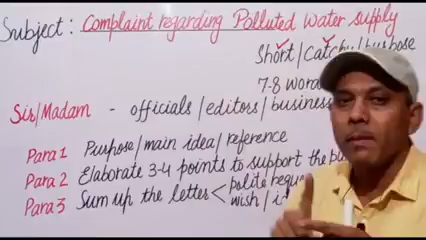 Subject: Complaint regarding Polluted Water supply
Short/Catchy/purpose
7-8 word
Sir/Madam - officials/editors/business
Para 1 Purpose/main idea/reference
Para 2 Elaborate 3-4 points to support the
Para 3 Sum up the letter < polite
wish/